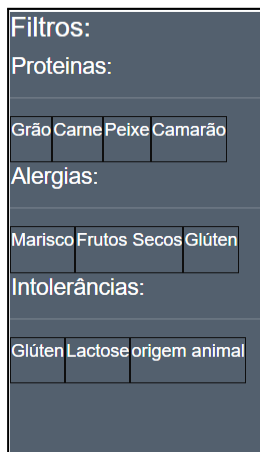 Filtros:
Proteinas:
Grão Carne Peixe Camarão
Alergias:
Marisco Frutos Secos Glúten
Intolerâncias:
Glúten Lactose origem animal